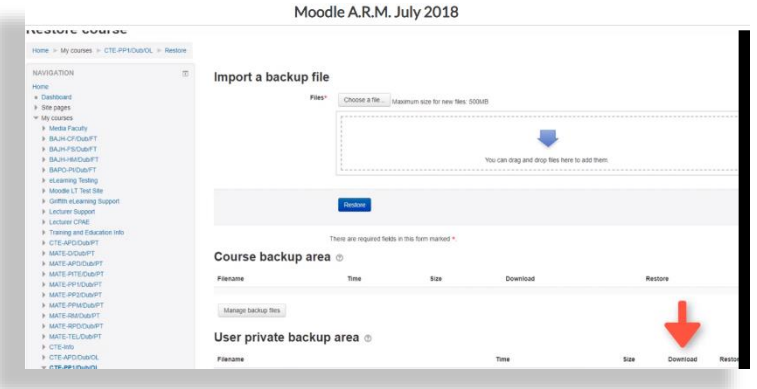 Moodle A.R.M. July 2018
Restore course
Home ► My courses ► CTE-PP1/Dub/OL ► Restore
NAVIGATION
Home
Dashboard
Site pages
My courses
Media Faculty
BAJH-CF/Dub/FT
BAJH-FS/Dub/FT
BAJH-HM/Dub/FT
BAPD-PI/Dub/FT
eLearning Testing
Moodle LT Test Site
Griffith eLearning Support
Lecturer Support
Lecturer CPAE
Training and Education Info
CTE-APD/Dub/PT
MATE-D/Dub/PT
MATE-APD/Dub/PT
MATE-PITE/Dub/PT
MATE-PP1/Dub/PT
MATE-PP2/Dub/PT
MATE-PPM/Dub/PT
MATE-RM/Dub/PT
MATE-RPD/Dub/PT
MATE-TEL/Dub/PT
CTE-Info
CTE-APD/Dub/OL
CTE-PP1/Dub/OL
Import a backup file
Files* Choose a file... Maximum size for new files: 500MB
You can drag and drop files here to add them.
Restore
There are required fields in this form marked *.
Course backup area
Filename Time Size Download Restore
Manage backup files
User private backup area
Filename Time Size Download Restor